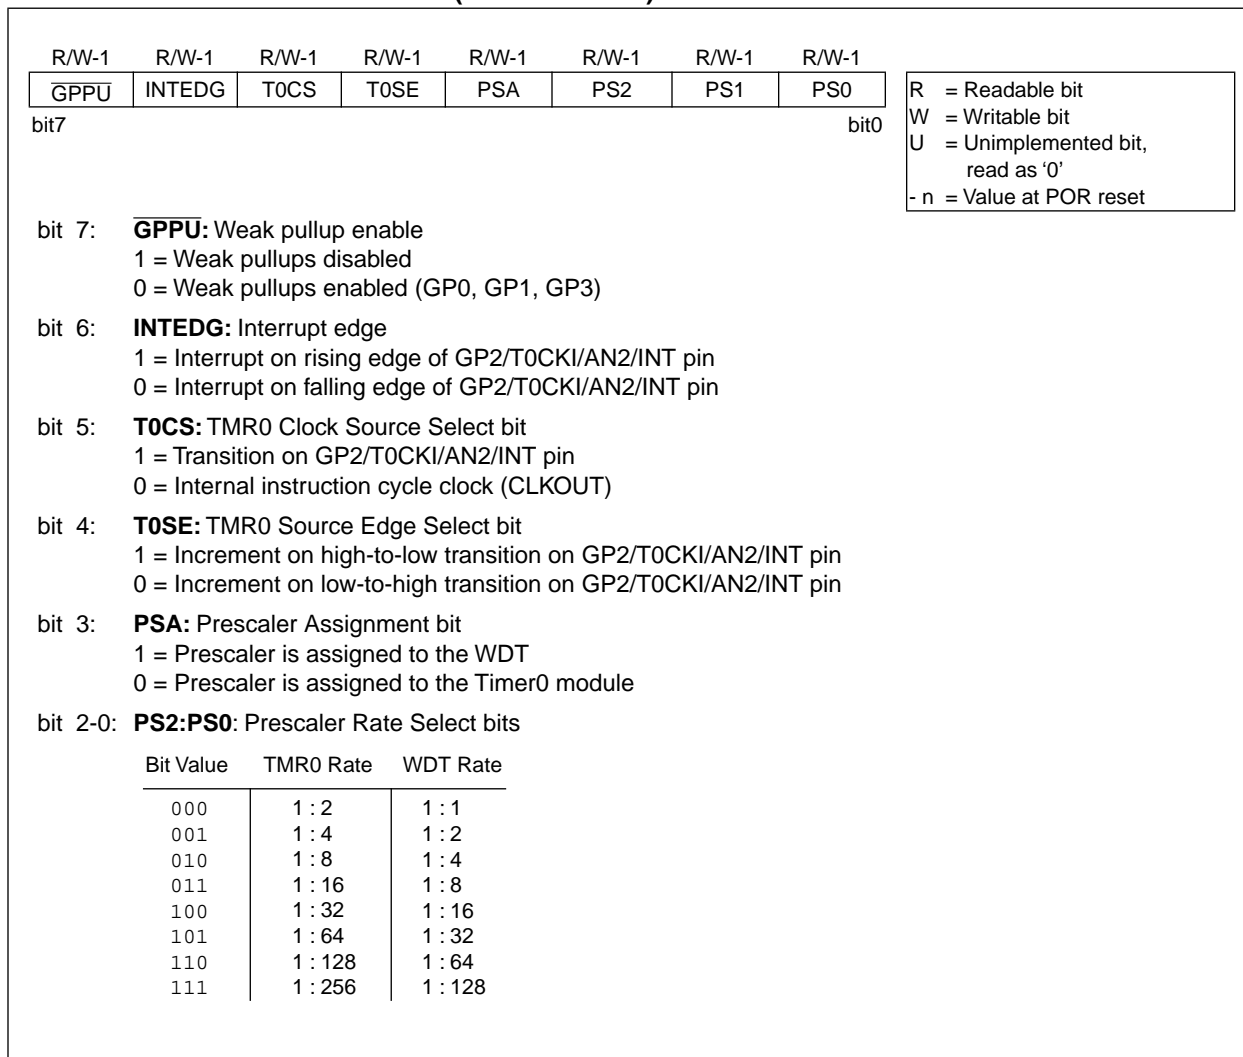 R/W-1 R/W-1 R/W-1 R/W-1 R/W-1 R/W-1 R/W-1 R/W-1
GPPU INTEDG T0CS T0SE PSA PS2 PS1 PS0
bit7 bit0
R = Readable bit
W = Writable bit
U = Unimplemented bit,
read as ‘0’
- n = Value at POR reset
bit 7: GPPU: Weak pullup enable
1 = Weak pullups disabled
0 = Weak pullups enabled (GP0, GP1, GP3)
bit 6: INTEDG: Interrupt edge
1 = Interrupt on rising edge of GP2/T0CKI/AN2/INT pin
0 = Interrupt on falling edge of GP2/T0CKI/AN2/INT pin
bit 5: T0CS: TMR0 Clock Source Select bit
1 = Transition on GP2/T0CKI/AN2/INT pin
0 = Internal instruction cycle clock (CLKOUT)
bit 4: T0SE: TMR0 Source Edge Select bit
1 = Increment on high-to-low transition on GP2/T0CKI/AN2/INT pin
0 = Increment on low-to-high transition on GP2/T0CKI/AN2/INT pin
bit 3: PSA: Prescaler Assignment bit
1 = Prescaler is assigned to the WDT
0 = Prescaler is assigned to the Timer0 module
bit 2-0: PS2:PS0: Prescaler Rate Select bits
Bit Value TMR0 Rate WDT Rate
000 1 : 2 1 : 1
001 1 : 4 1 : 2
010 1 : 8 1 : 4
011 1 : 16 1 : 8
100 1 : 32 1 : 16
101 1 : 64 1 : 32
110 1 : 128 1 : 64
111 1 : 256 1 : 128